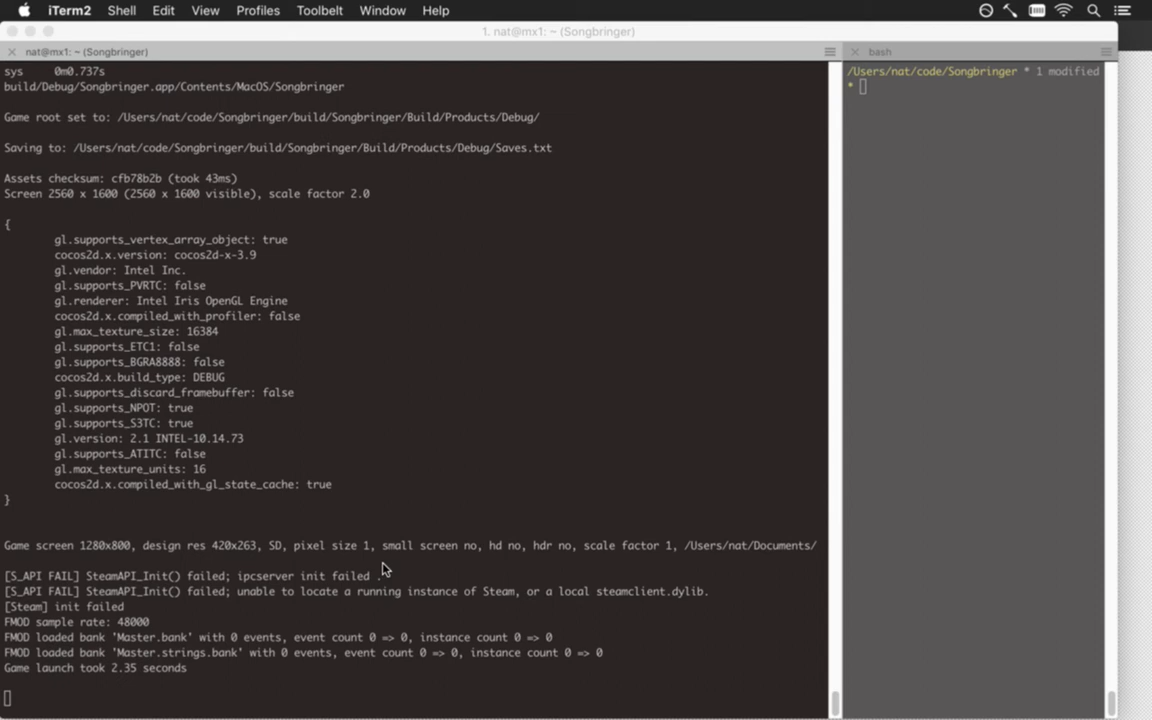 iTerm2 Shell Edit View Profiles Toolbelt Window Help
1. nat@mx1: ~ (Songbringer)
nat@mx1: ~ (Songbringer)
bash
sys 0m0.737s
build/Debug/Songbringer.app/Contents/MacOS/Songbringer
Game root set to: /Users/nat/code/Songbringer/build/Songbringer/Build/Products/Debug/
Saving to: /Users/nat/code/Songbringer/build/Songbringer/Build/Products/Debug/Saves.txt
Assets checksum: cfb78b2b (took 43ms)
Screen 2560 x 1600 (2560 x 1600 visible), scale factor 2.0
{
gl.supports_vertex_array_object: true
cocos2d.x.version: cocos2d-x-3.9
gl.vendor: Intel Inc.
gl.supports_PVRTC: false
gl.renderer: Intel Iris OpenGL Engine
cocos2d.x.compiled_with_profiler: false
gl.max_texture_size: 16384
gl.supports_ETC1: false
gl.supports_BGRA8888: false
cocos2d.x.build_type: DEBUG
gl.supports_discard_framebuffer: false
gl.supports_NPOT: true
gl.supports_S3TC: true
gl.version: 2.1 INTEL-10.14.73
gl.supports_ATITC: false
gl.max_texture_units: 16
cocos2d.x.compiled_with_gl_state_cache: true
}
Game screen 1280x800, design res 420x263, SD, pixel size 1, small screen no, hd no, hdr no, scale factor 1, /Users/nat/Documents/
[S_API FAIL] SteamAPI_Init() failed; ipcserver init failed .
[S_API FAIL] SteamAPI_Init() failed; unable to locate a running instance of Steam, or a local steamclient.dylib.
[Steam] init failed
FMOD sample rate: 48000
FMOD loaded bank 'Master.bank' with 0 events, event count 0 => 0, instance count 0 => 0
FMOD loaded bank 'Master.strings.bank' with 0 events, event count 0 => 0, instance count 0 => 0
Game launch took 2.35 seconds
/Users/nat/code/Songbringer * 1 modified
*